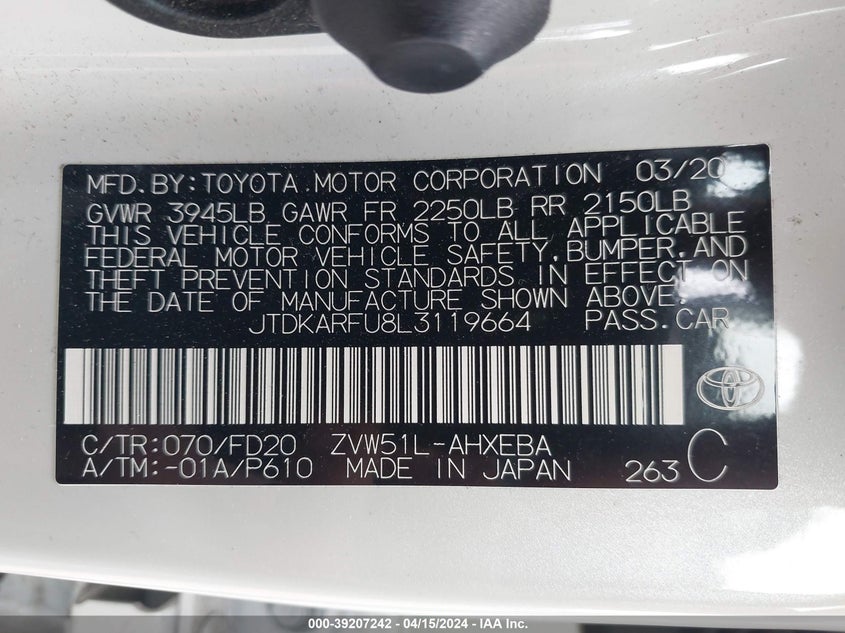 MFD.BY:TOYOTA MOTOR CORPORATION 03/20
GVWR 3945LB GAWR FR 2250LB RR 2150LB
THIS VEHICLE CONFORMS TO ALL APPLICABLE
FEDERAL MOTOR VEHICLE SAFETY,BUMPER,AND
THEFT PREVENTION STANDARDS IN EFFECT ON
THE DATE OF MANUFACTURE SHOWN ABOVE.
JTDKARFU8L3119664 PASS.CAR
C/TR:070/FD20 ZVW51L-AHXEBA
A/TM:-01A/P610 MADE IN JAPAN 263 C
000-39207242 - 04/15/2024 - IAA Inc.